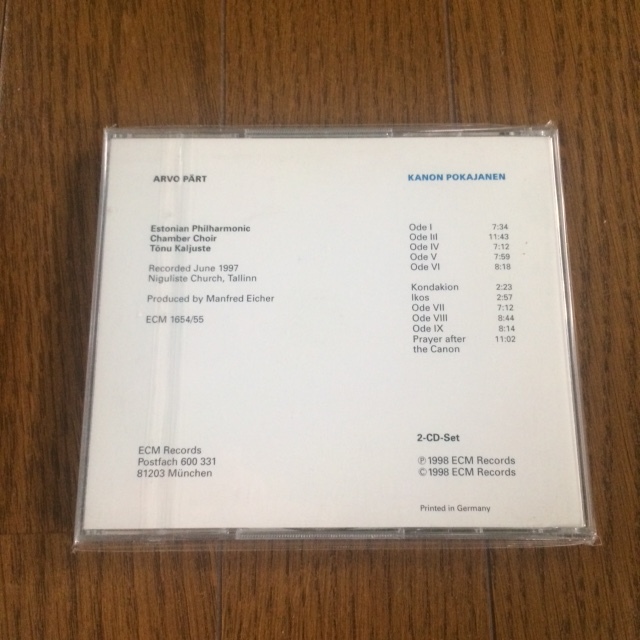 ARVO PÄRT
Estonian Philharmonic
Chamber Choir
Tõnu Kaljuste
Recorded June 1997
Niguliste Church, Tallinn
Produced by Manfred Eicher
ECM 1654/55
ECM Records
Postfach 600 331
81203 München
KANON POKAJANEN
Ode I 7:34
Ode III 11:43
Ode IV 7:12
Ode V 7:59
Ode VI 8:18
Kondakion 2:23
Ikos 2:57
Ode VII 7:12
Ode VIII 8:44
Ode IX 8:14
Prayer after 11:02
the Canon
2-CD-Set
℗1998 ECM Records
©1998 ECM Records
Printed in Germany